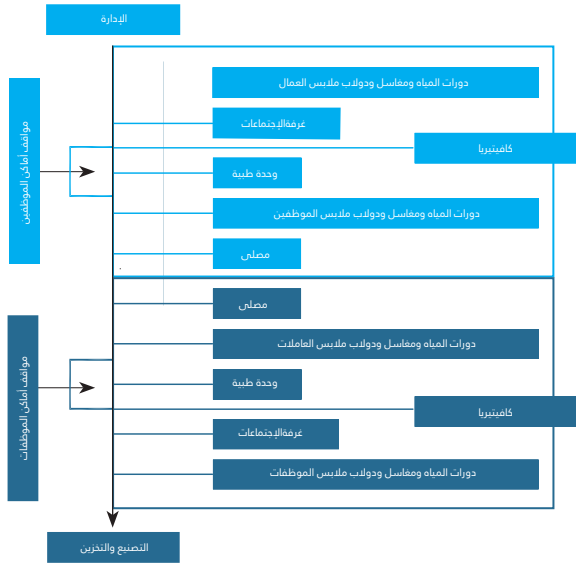 الإدارة
دورات المياه ومغاسل ودولاب ملابس العمال
غرفةالإجتماعات
كافيتيريا
وحدة طبية
دورات المياه ومغاسل ودولاب ملابس الموظفين
مصلى
مواقف أماكن الموظفين
مصلى
دورات المياه ومغاسل ودولاب ملابس العاملات
وحدة طبية
كافيتيريا
غرفةالإجتماعات
دورات المياه ومغاسل ودولاب ملابس الموظفات
مواقف أماكن الموظفات
التصنيع والتخزين